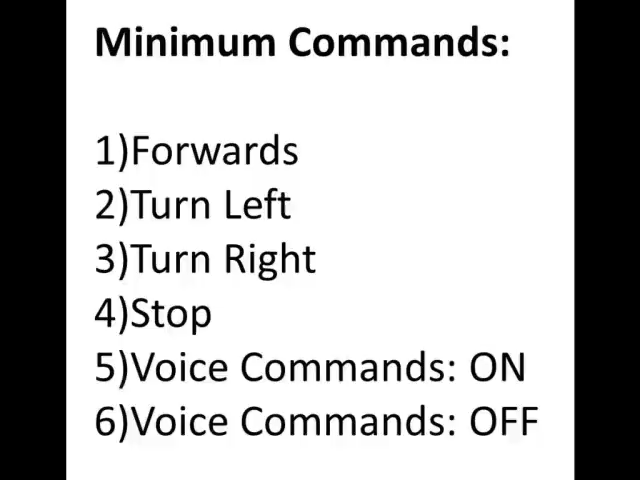 Minimum Commands:
1)Forwards
2)Turn Left
3)Turn Right
4)Stop
5)Voice Commands: ON
6)Voice Commands: OFF